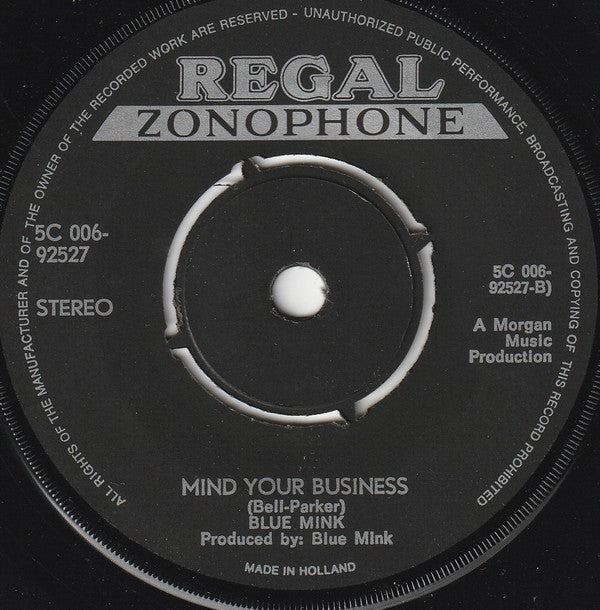 ALL RIGHTS OF THE MANUFACTURER AND OF THE OWNER OF THE RECORDED WORK ARE RESERVED - UNAUTHORIZED PUBLIC PERFORMANCE, BROADCASTING AND COPYING OF THIS RECORD PROHIBITED
REGAL
ZONOPHONE
5C 006-
92527
STEREO
5C 006-
92527-B)
A Morgan
Music
Production
MIND YOUR BUSINESS
(Bell-Parker)
BLUE MINK
Produced by: Blue Mink
MADE IN HOLLAND